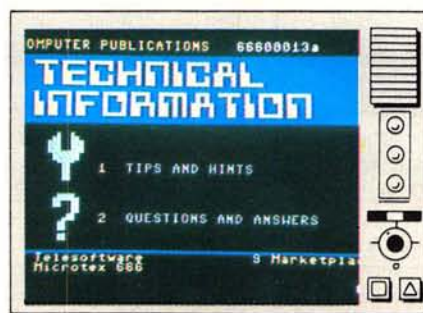 OMPUTER PUBLICATIONS 66600013a
TECHNICAL
INFORMATION
1 TIPS AND HINTS
2 QUESTIONS AND ANSWERS
Telesoftware 9 Marketpla
Microtex 666